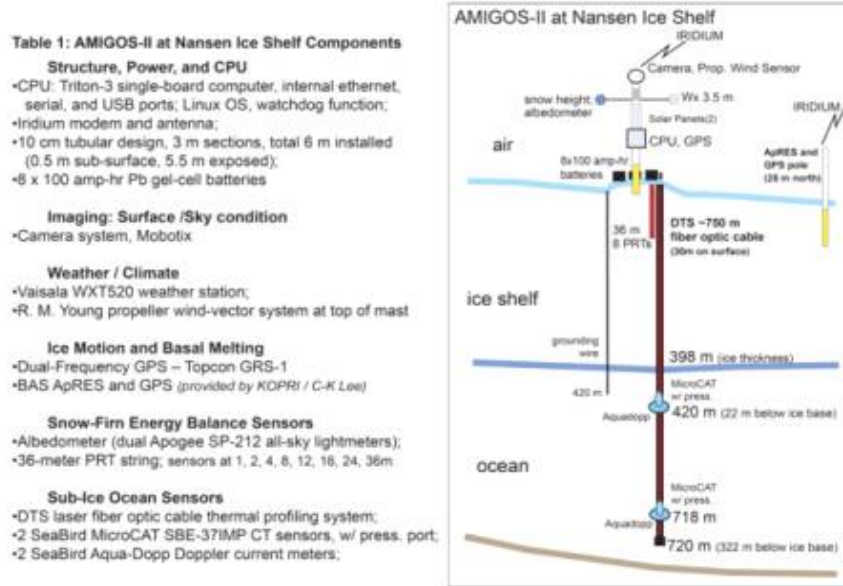 Table 1: AMIGOS-II at Nansen Ice Shelf Components
Structure, Power, and CPU
•CPU: Triton-3 single-board computer, internal ethernet,
serial, and USB ports; Linux OS, watchdog function;
•Iridium modem and antenna;
•10 cm tubular design, 3 m sections, total 6 m installed
(0.5 m sub-surface, 5.5 m exposed);
•8 x 100 amp-hr Pb gel-cell batteries
Imaging: Surface /Sky condition
•Camera system, Mobotix
Weather / Climate
•Vaisala WXT520 weather station;
•R. M. Young propeller wind-vector system at top of mast
Ice Motion and Basal Melting
•Dual-Frequency GPS – Topcon GRS-1
•BAS ApRES and GPS (provided by KOPRI / C-K Lee)
Snow-Firn Energy Balance Sensors
•Albedometer (dual Apogee SP-212 all-sky lightmeters);
•36-meter PRT string; sensors at 1, 2, 4, 8, 12, 16, 24, 36m
Sub-Ice Ocean Sensors
•DTS laser fiber optic cable thermal profiling system;
•2 SeaBird MicroCAT SBE-37IMP CT sensors, w/ press. port;
•2 SeaBird Aqua-Dopp Doppler current meters;
AMIGOS-II at Nansen Ice Shelf
IRIDIUM
Camera, Prop. Wind Sensor
snow height,
albedometer
Wx 3.5 m
IRIDIUM
Solar Panels(2)
CPU, GPS
air
8x100 amp-hr
batteries
ApRES and
GPS pole
(28 m north)
36 m
8 PRTs
DTS ~750 m
fiber optic cable
(30m on surface)
ice shelf
grounding
wire
398 m (ice thickness)
420 m
MicroCAT
w/ press.
420 m (22 m below ice base)
Aquadopp
ocean
MicroCAT
w/ press.
718 m
Aquadopp
720 m (322 m below ice base)